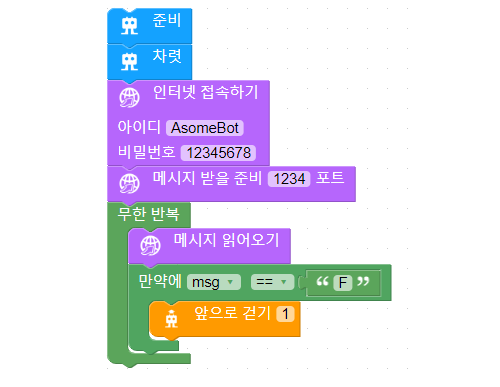 준비
차렷
인터넷 접속하기
아이디 AsomeBot
비밀번호 12345678
메시지 받을 준비 1234 포트
무한 반복
메시지 읽어오기
만약에 msg == “ F ”
앞으로 걷기 1